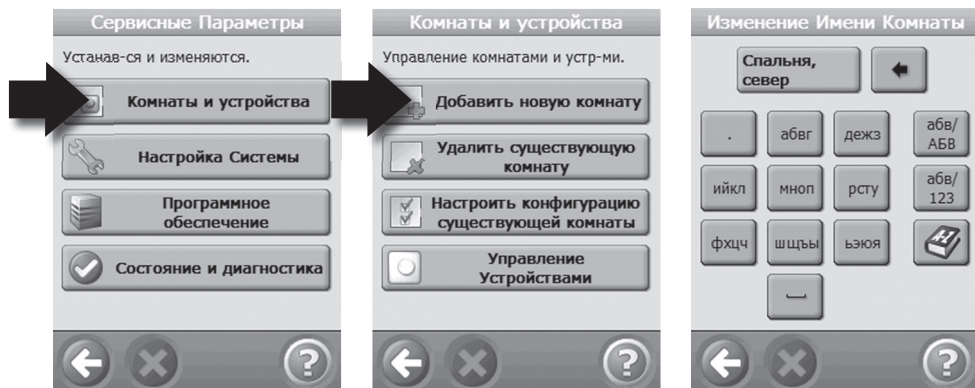 Сервисные Параметры
Устанав-ся и изменяются.
Комнаты и устройства
Настройка Системы
Программное
обеспечение
Состояние и диагностика
Комнаты и устройства
Управление комнатами и устр-ми.
Добавить новую комнату
Удалить существующую
комнату
Настроить конфигурацию
существующей комнаты
Управление
Устройствами
Изменение Имени Комнаты
Спальня,
север
.
абвг
дежз
абв/
АБВ
ийкл
мноп
рсту
абв/
123
фхцч
шщъы
ьэюя
?
?
?